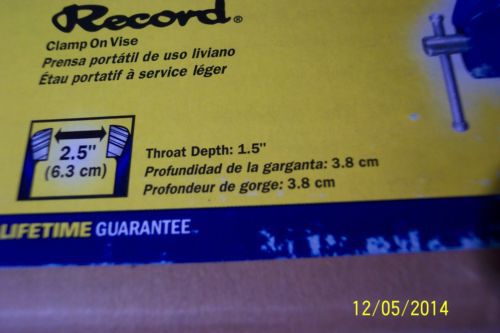 Record®
Clamp On Vise
Prensa portátil de uso liviano
Étau portatif à service léger
2.5"
(6.3 cm)
Throat Depth: 1.5"
Profundidad de la garganta: 3.8 cm
Profondeur de gorge: 3.8 cm
LIFETIME GUARANTEE
12/05/2014